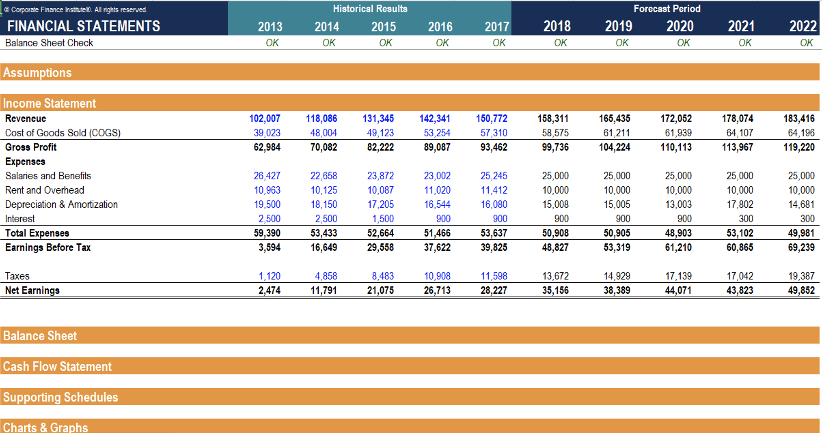 © Corporate Finance Institute®. All rights reserved. Historical Results Forecast Period
FINANCIAL STATEMENTS 2013 2014 2015 2016 2017 2018 2019 2020 2021 2022
Balance Sheet Check OK OK OK OK OK OK OK OK OK OK
Assumptions
Income Statement
Revencue 102,007 118,086 131,345 142,341 150,772 158,311 165,435 172,052 178,074 183,416
Cost of Goods Sold (COGS) 39,023 48,004 49,123 53,254 57,310 58,575 61,211 61,939 64,107 64,196
Gross Profit 62,984 70,082 82,222 89,087 93,462 99,736 104,224 110,113 113,967 119,220
Expenses
Salaries and Benefits 26,427 22,658 23,872 23,002 25,245 25,000 25,000 25,000 25,000 25,000
Rent and Overhead 10,963 10,125 10,087 11,020 11,412 10,000 10,000 10,000 10,000 10,000
Depreciation & Amortization 19,500 18,150 17,205 16,544 16,080 15,008 15,005 13,003 17,802 14,681
Interest 2,500 2,500 1,500 900 900 900 900 900 300 300
Total Expenses 59,390 53,433 52,664 51,466 53,637 50,908 50,905 48,903 53,102 49,981
Earnings Before Tax 3,594 16,649 29,558 37,622 39,825 48,827 53,319 61,210 60,865 69,239
Taxes 1,120 4,858 8,483 10,908 11,598 13,672 14,929 17,139 17,042 19,387
Net Earnings 2,474 11,791 21,075 26,713 28,227 35,156 38,389 44,071 43,823 49,852
Balance Sheet
Cash Flow Statement
Supporting Schedules
Charts & Graphs